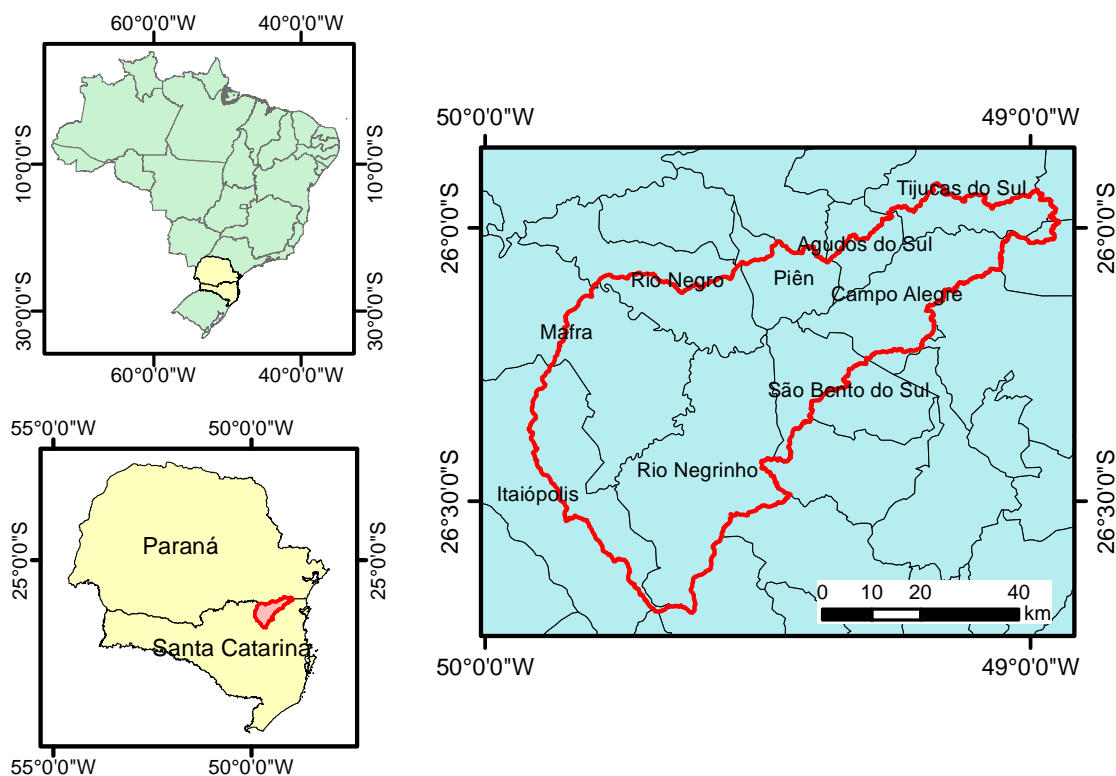 60°0'0"W 40°0'0"W
10°0'0"S 10°0'0"S
30°0'0"S 30°0'0"S
60°0'0"W 40°0'0"W
55°0'0"W 50°0'0"W
25°0'0"S 25°0'0"S
Paraná
Santa Catarina
55°0'0"W 50°0'0"W
50°0'0"W 49°0'0"W
Tijucas do Sul
26°0'0"S 26°0'0"S
Agudos do Sul
Rio Negro Piên
Campo Alegre
Mafra
São Bento do Sul
Rio Negrinho
Itaiópolis
26°30'0"S 26°30'0"S
0 10 20 40
km
50°0'0"W 49°0'0"W